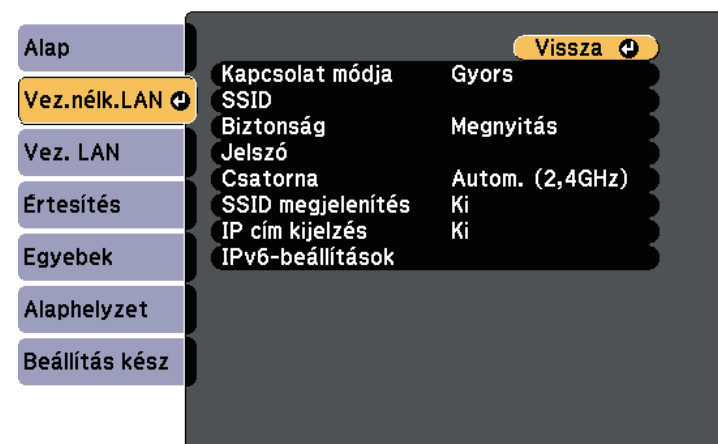 Alap
Vez.nélk.LAN
Vez. LAN
Értesítés
Egyebek
Alaphelyzet
Beállítás kész
Vissza
Kapcsolat módja Gyors
SSID
Biztonság Megnyitás
Jelszó
Csatorna Autom. (2,4GHz)
SSID megjelenítés Ki
IP cím kijelzés Ki
IPv6-beállítások